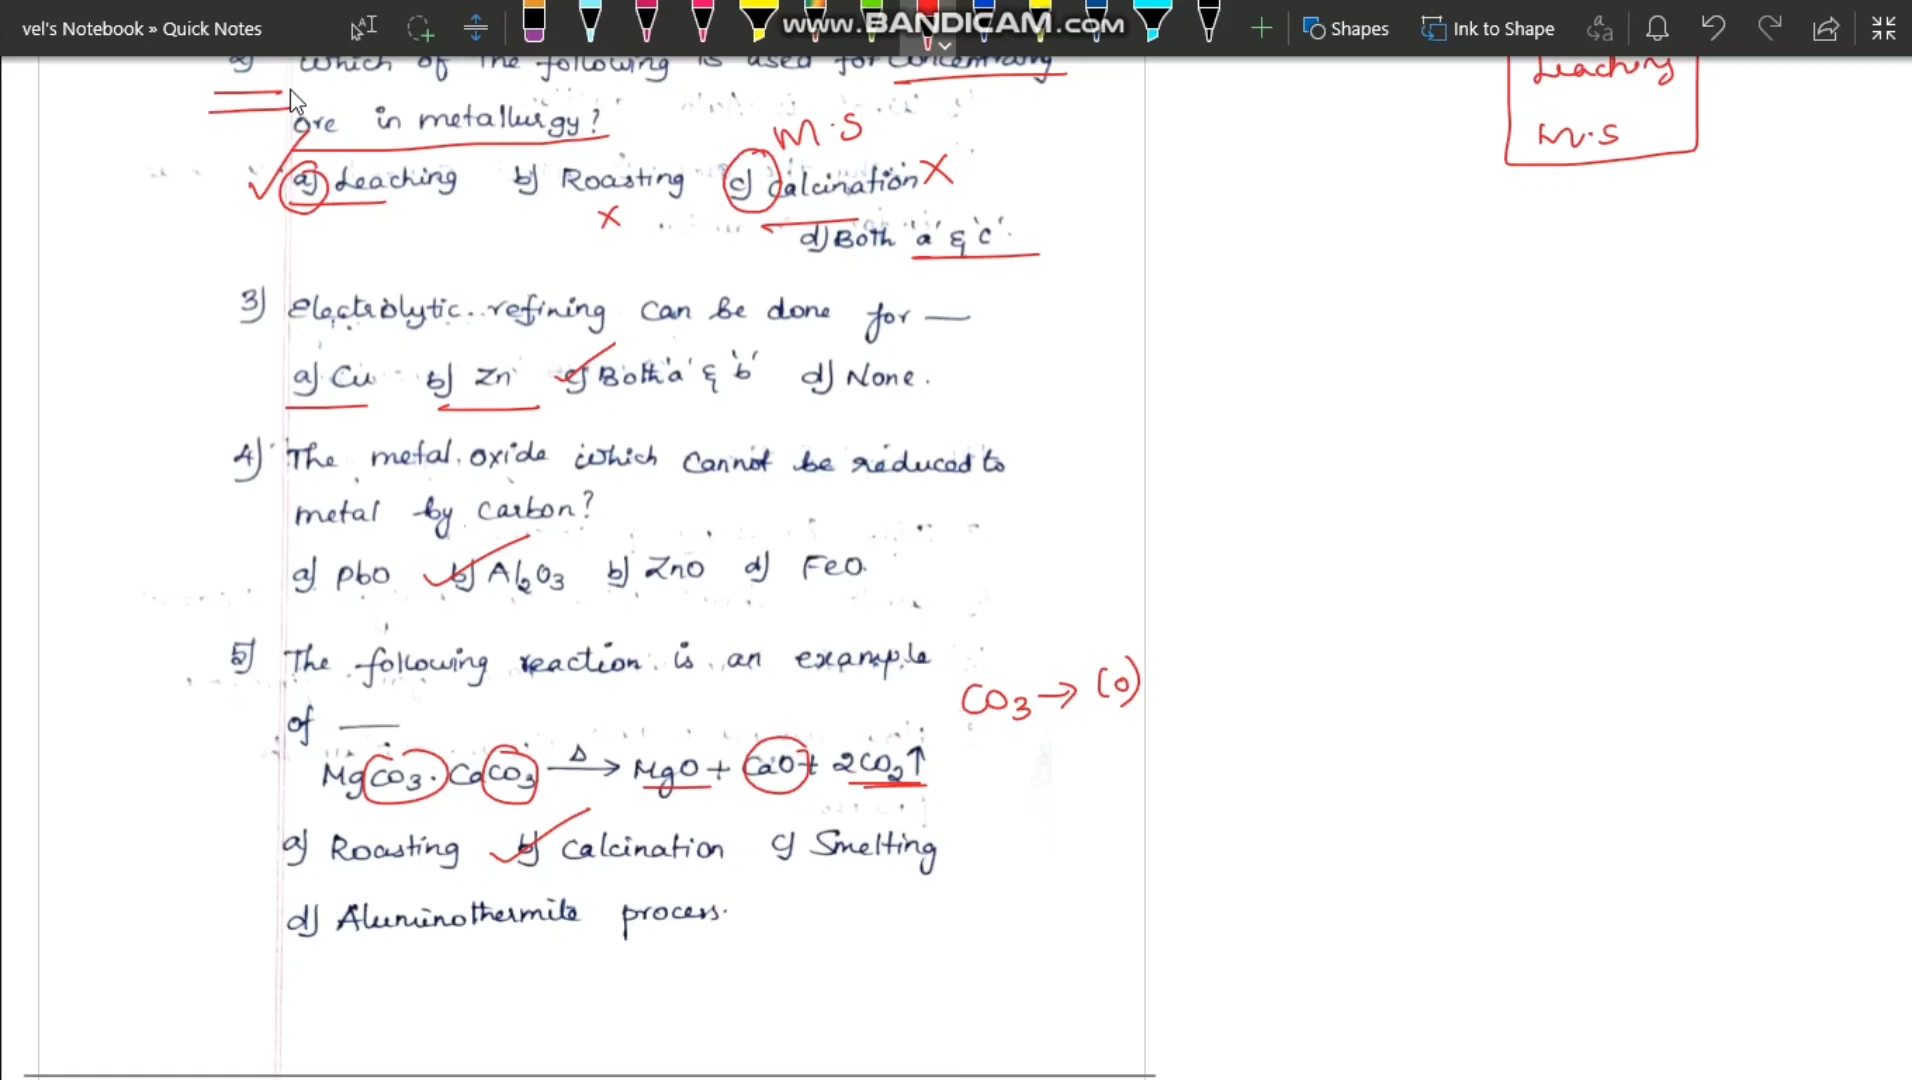 vel's Notebook » Quick Notes
www.BANDICAM.com
Shapes
Ink to Shape
2) Which of the following is used for concentrating
ore in metallurgy?
M.S
a) Leaching b) Roasting c) Calcination X
X
d) Both 'a' & 'c'.
Leaching
M.S
3) Electrolytic refining can be done for —
a) Cu b) Zn c) Both 'a' & 'b' d) None.
4) The metal oxide which cannot be reduced to
metal by carbon?
a) PbO b) Al2O3 b) ZnO d) FeO.
5) The following reaction is an example
of —
CO3 → CO2
MgCO3.CaCO3 —Δ→ MgO + CaO + 2CO2↑
a) Roasting b) Calcination c) Smelting
d) Aluminothermite process.